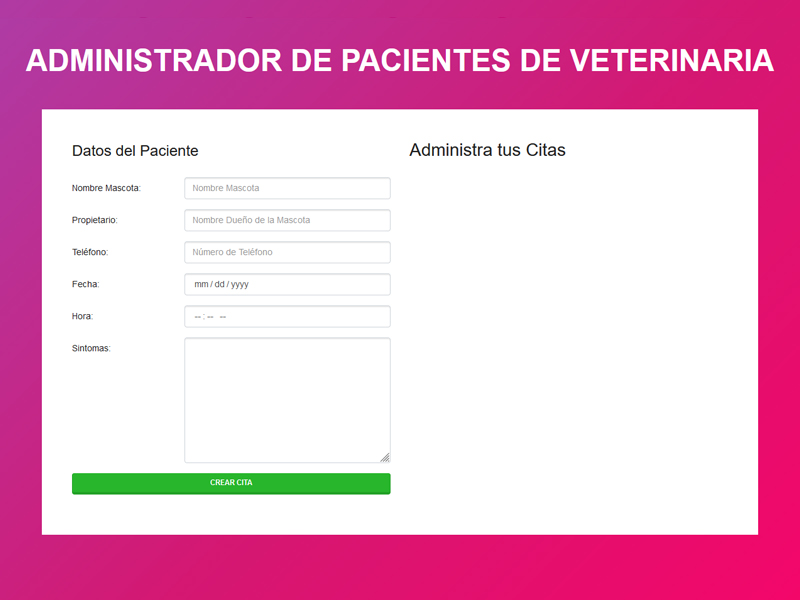 ADMINISTRADOR DE PACIENTES DE VETERINARIA
Datos del Paciente
Nombre Mascota:
Nombre Mascota
Propietario:
Nombre Dueño de la Mascota
Teléfono:
Número de Teléfono
Fecha:
mm / dd / yyyy
Hora:
-- : -- --
Sintomas:
CREAR CITA
Administra tus Citas